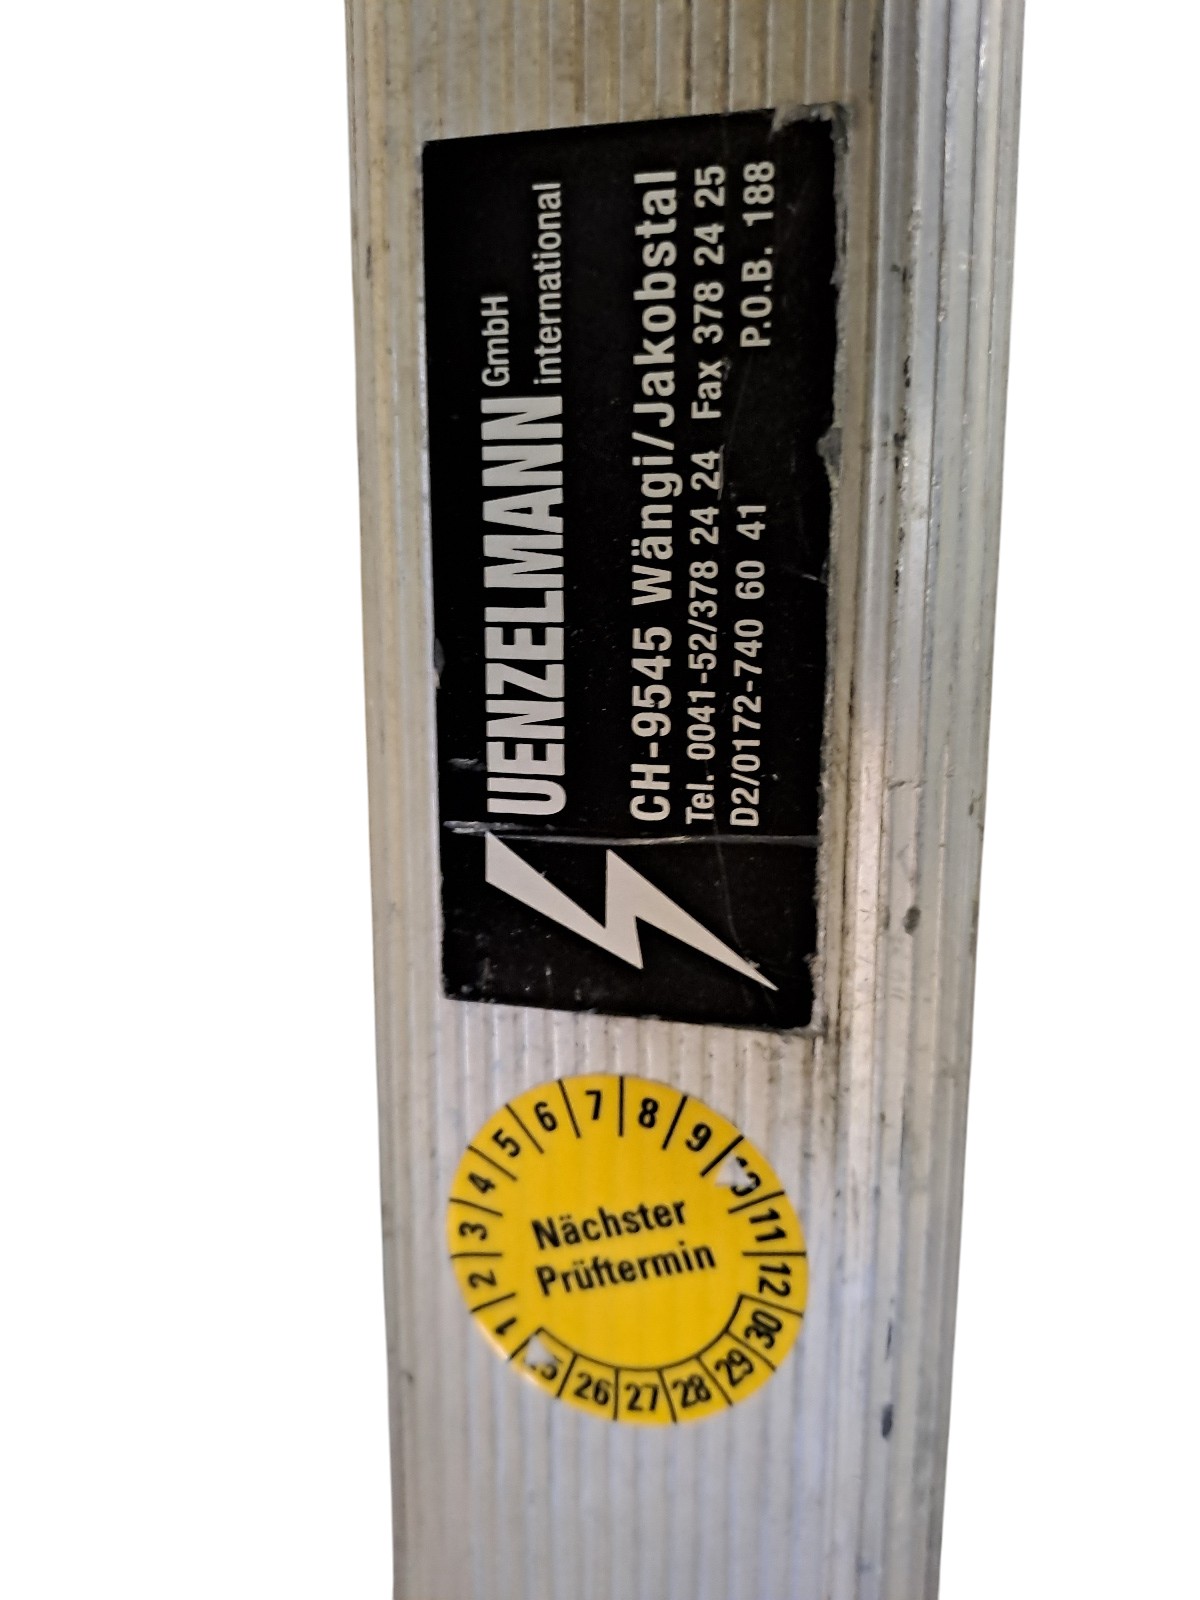 UENZELMANN GmbH
international
CH-9545 Wängi/Jakobstal
Tel. 0041-52/378 24 24 Fax 378 24 25
D2/0172-740 60 41 P.O.B. 188
1 2 3 4 5 6 7 8 9 10 11 12
Nächster
Prüftermin
26 27 28 29 30